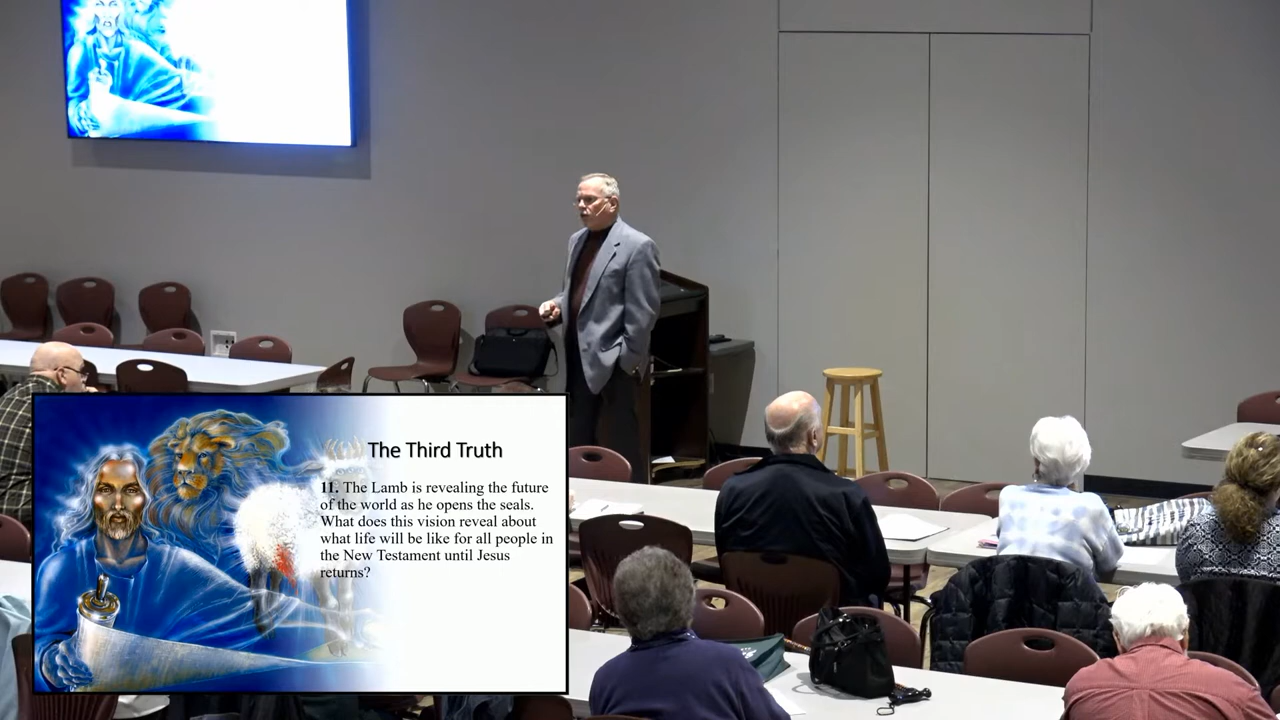 The Third Truth
11. The Lamb is revealing the future
of the world as he opens the seals.
What does this vision reveal about
what life will be like for all people in
the New Testament until Jesus
returns?